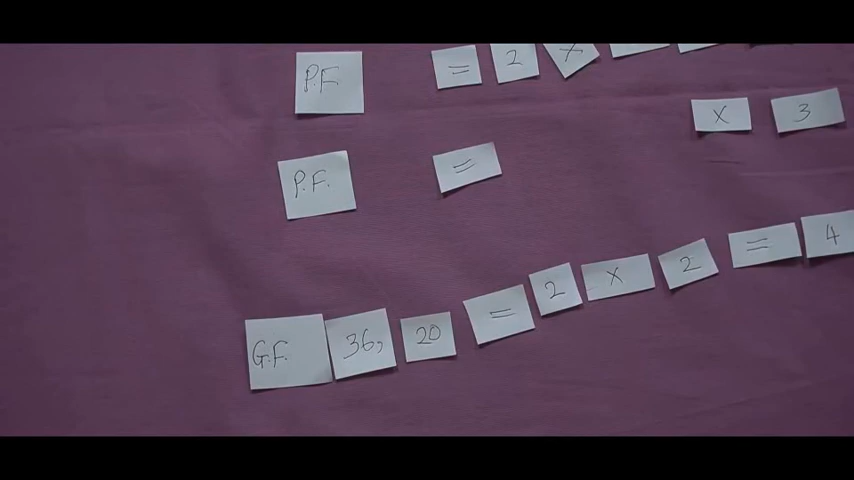 P.F = 2 ×
× 3
P.F. =
G.F. 36, 20 = 2 × 2 = 4